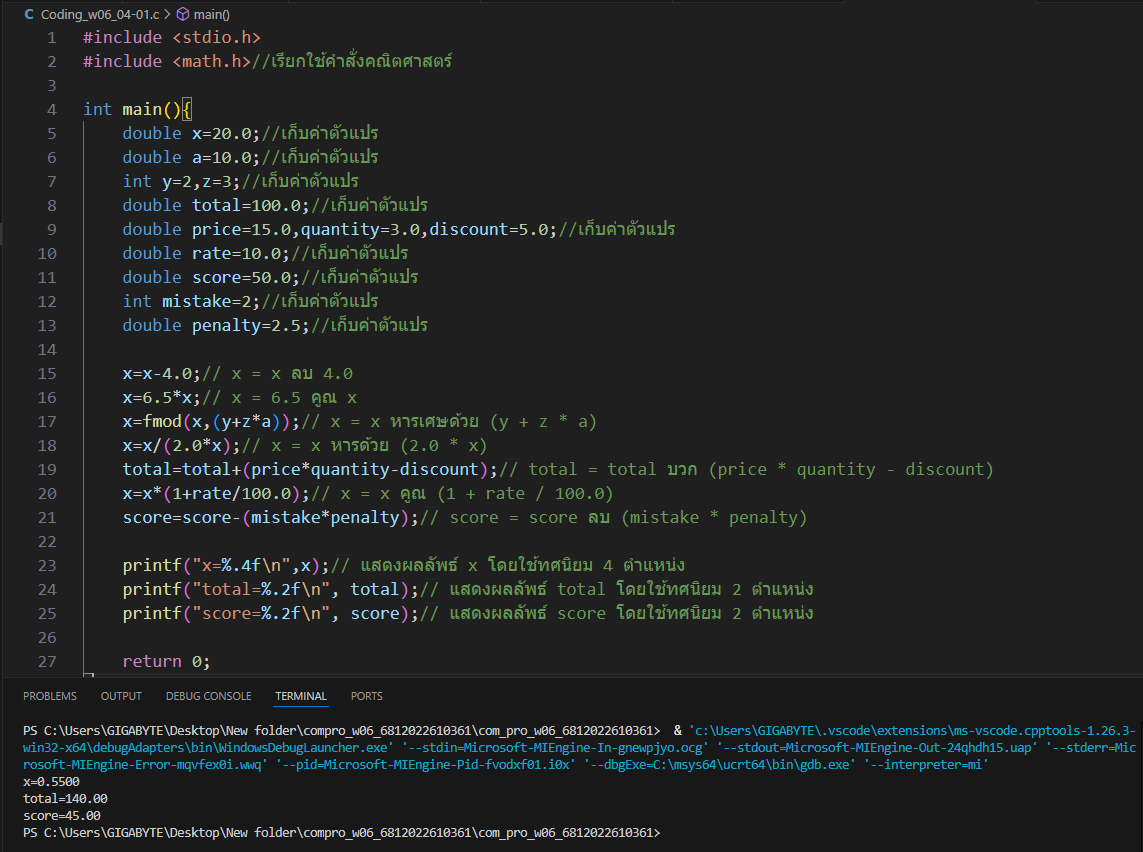 Coding_w06_04-01.c > main()
1 #include <stdio.h>
2 #include <math.h>//เรียกใช้คำสั่งคณิตศาสตร์
3
4 int main(){
5 double x=20.0;//เก็บค่าตัวแปร
6 double a=10.0;//เก็บค่าตัวแปร
7 int y=2,z=3;//เก็บค่าตัวแปร
8 double total=100.0;//เก็บค่าตัวแปร
9 double price=15.0,quantity=3.0,discount=5.0;//เก็บค่าตัวแปร
10 double rate=10.0;//เก็บค่าตัวแปร
11 double score=50.0;//เก็บค่าตัวแปร
12 int mistake=2;//เก็บค่าตัวแปร
13 double penalty=2.5;//เก็บค่าตัวแปร
14
15 x=x-4.0;// x = x ลบ 4.0
16 x=6.5*x;// x = 6.5 คูณ x
17 x=fmod(x,(y+z*a));// x = x หารเศษด้วย (y + z * a)
18 x=x/(2.0*x);// x = x หารด้วย (2.0 * x)
19 total=total+(price*quantity-discount);// total = total บวก (price * quantity - discount)
20 x=x*(1+rate/100.0);// x = x คูณ (1 + rate / 100.0)
21 score=score-(mistake*penalty);// score = score ลบ (mistake * penalty)
22
23 printf("x=%.4f\n",x);// แสดงผลลัพธ์ x โดยใช้ทศนิยม 4 ตำแหน่ง
24 printf("total=%.2f\n", total);// แสดงผลลัพธ์ total โดยใช้ทศนิยม 2 ตำแหน่ง
25 printf("score=%.2f\n", score);// แสดงผลลัพธ์ score โดยใช้ทศนิยม 2 ตำแหน่ง
26
27 return 0;
PROBLEMS OUTPUT DEBUG CONSOLE TERMINAL PORTS
PS C:\Users\GIGABYTE\Desktop\New folder\compro_w06_6812022610361\com_pro_w06_6812022610361> & 'c:\Users\GIGABYTE\.vscode\extensions\ms-vscode.cpptools-1.26.3-
win32-x64\debugAdapters\bin\WindowsDebugLauncher.exe' '--stdin=Microsoft-MIEngine-In-gnewpjyo.ocg' '--stdout=Microsoft-MIEngine-Out-24qhdh15.uap' '--stderr=Mic
rosoft-MIEngine-Error-mqvfex0i.wwq' '--pid=Microsoft-MIEngine-Pid-fvodxf01.i0x' '--dbgExe=C:\msys64\ucrt64\bin\gdb.exe' '--interpreter=mi'
x=0.5500
total=140.00
score=45.00
PS C:\Users\GIGABYTE\Desktop\New folder\compro_w06_6812022610361\com_pro_w06_6812022610361>